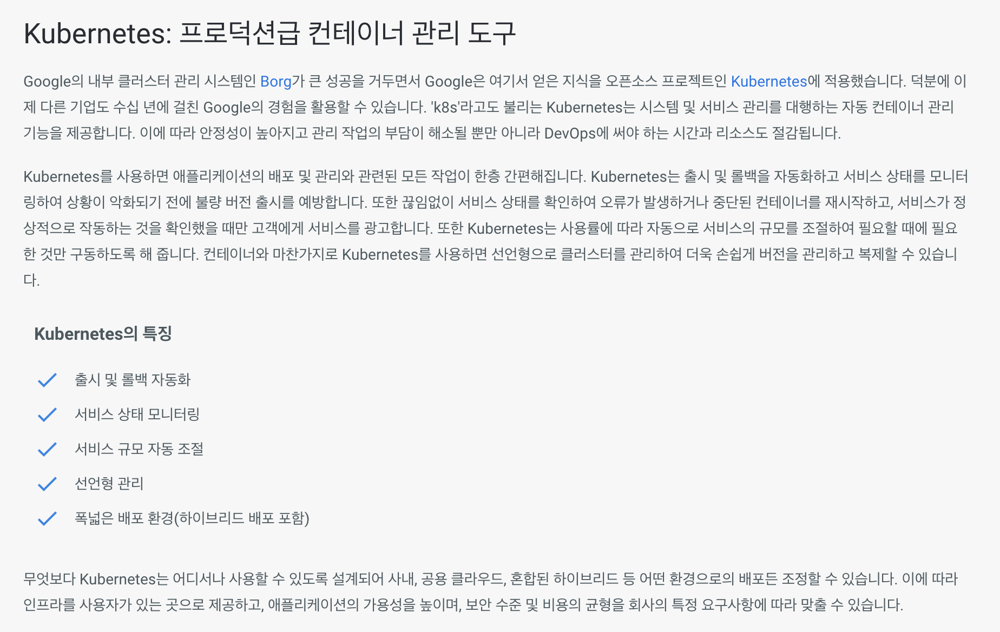 Kubernetes: 프로덕션급 컨테이너 관리 도구
Google의 내부 클러스터 관리 시스템인 Borg가 큰 성공을 거두면서 Google은 여기서 얻은 지식을 오픈소스 프로젝트인 Kubernetes에 적용했습니다. 덕분에 이
제 다른 기업도 수십 년에 걸친 Google의 경험을 활용할 수 있습니다. 'k8s'라고도 불리는 Kubernetes는 시스템 및 서비스 관리를 대행하는 자동 컨테이너 관리
기능을 제공합니다. 이에 따라 안정성이 높아지고 관리 작업의 부담이 해소될 뿐만 아니라 DevOps에 써야 하는 시간과 리소스도 절감됩니다.
Kubernetes를 사용하면 애플리케이션의 배포 및 관리와 관련된 모든 작업이 한층 간편해집니다. Kubernetes는 출시 및 롤백을 자동화하고 서비스 상태를 모니터
링하여 상황이 악화되기 전에 불량 버전 출시를 예방합니다. 또한 끊임없이 서비스 상태를 확인하여 오류가 발생하거나 중단된 컨테이너를 재시작하고, 서비스가 정
상적으로 작동하는 것을 확인했을 때만 고객에게 서비스를 광고합니다. 또한 Kubernetes는 사용률에 따라 자동으로 서비스의 규모를 조절하여 필요할 때에 필요
한 것만 구동하도록 해 줍니다. 컨테이너와 마찬가지로 Kubernetes를 사용하면 선언형으로 클러스터를 관리하여 더욱 손쉽게 버전을 관리하고 복제할 수 있습니
다.
Kubernetes의 특징
출시 및 롤백 자동화
서비스 상태 모니터링
서비스 규모 자동 조절
선언형 관리
폭넓은 배포 환경(하이브리드 배포 포함)
무엇보다 Kubernetes는 어디서나 사용할 수 있도록 설계되어 사내, 공용 클라우드, 혼합된 하이브리드 등 어떤 환경으로의 배포든 조정할 수 있습니다. 이에 따라
인프라를 사용자가 있는 곳으로 제공하고, 애플리케이션의 가용성을 높이며, 보안 수준 및 비용의 균형을 회사의 특정 요구사항에 따라 맞출 수 있습니다.